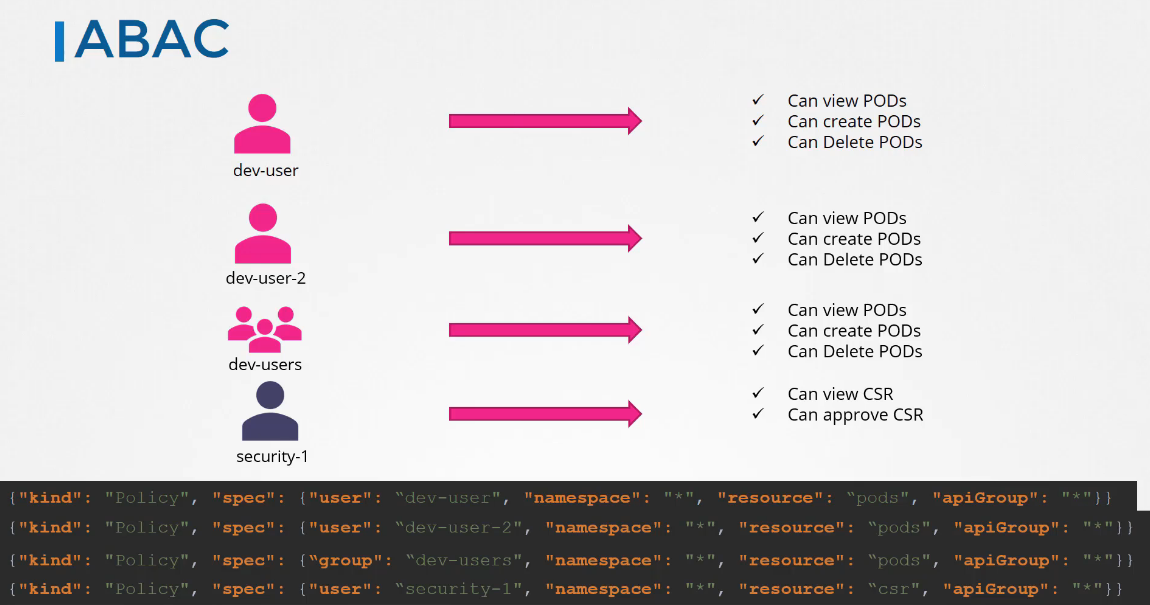 ABAC
dev-user
Can view PODs
Can create PODs
Can Delete PODs
dev-user-2
Can view PODs
Can create PODs
Can Delete PODs
dev-users
Can view PODs
Can create PODs
Can Delete PODs
security-1
Can view CSR
Can approve CSR
{"kind": "Policy", "spec": {"user": “dev-user", "namespace": "*", "resource": “pods", "apiGroup": "*"}}
{"kind": "Policy", "spec": {"user": “dev-user-2", "namespace": "*", "resource": “pods", "apiGroup": "*"}}
{"kind": "Policy", "spec": {“group": “dev-users", "namespace": "*", "resource": “pods", "apiGroup": "*"}}
{"kind": "Policy", "spec": {"user": “security-1", "namespace": "*", "resource": “csr", "apiGroup": "*"}}